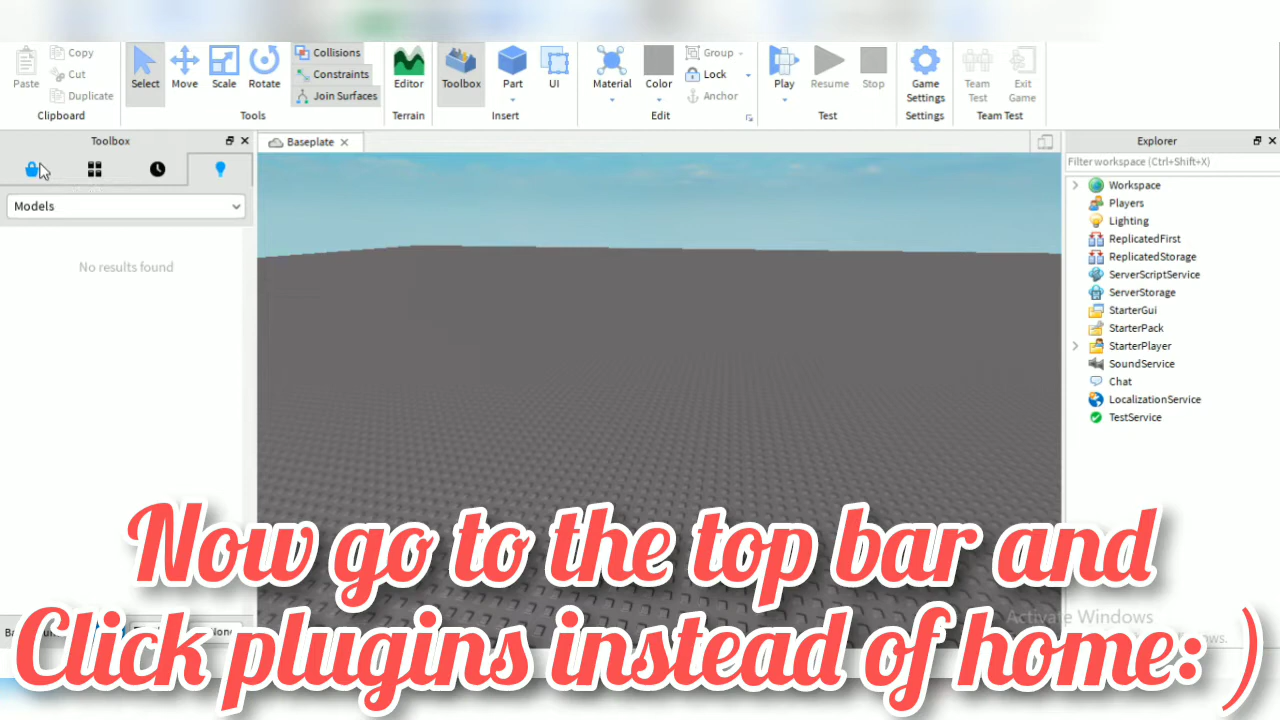 Copy
Collisions
Group
Paste
Cut
Select
Move
Scale
Rotate
Constraints
Editor
Toolbox
Part
UI
Material
Color
Lock
Play
Resume
Stop
Game
Settings
Team
Test
Exit
Game
Duplicate
Join Surfaces
Anchor
Clipboard
Tools
Terrain
Insert
Edit
Test
Settings
Team Test
Toolbox
Baseplate
Explorer
Filter workspace (Ctrl+Shift+X)
Models
No results found
Workspace
Players
Lighting
ReplicatedFirst
ReplicatedStorage
ServerScriptService
ServerStorage
StarterGui
StarterPack
StarterPlayer
SoundService
Chat
LocalizationService
TestService
Now go to the top bar and
Click plugins instead of home: )
Activate Windows